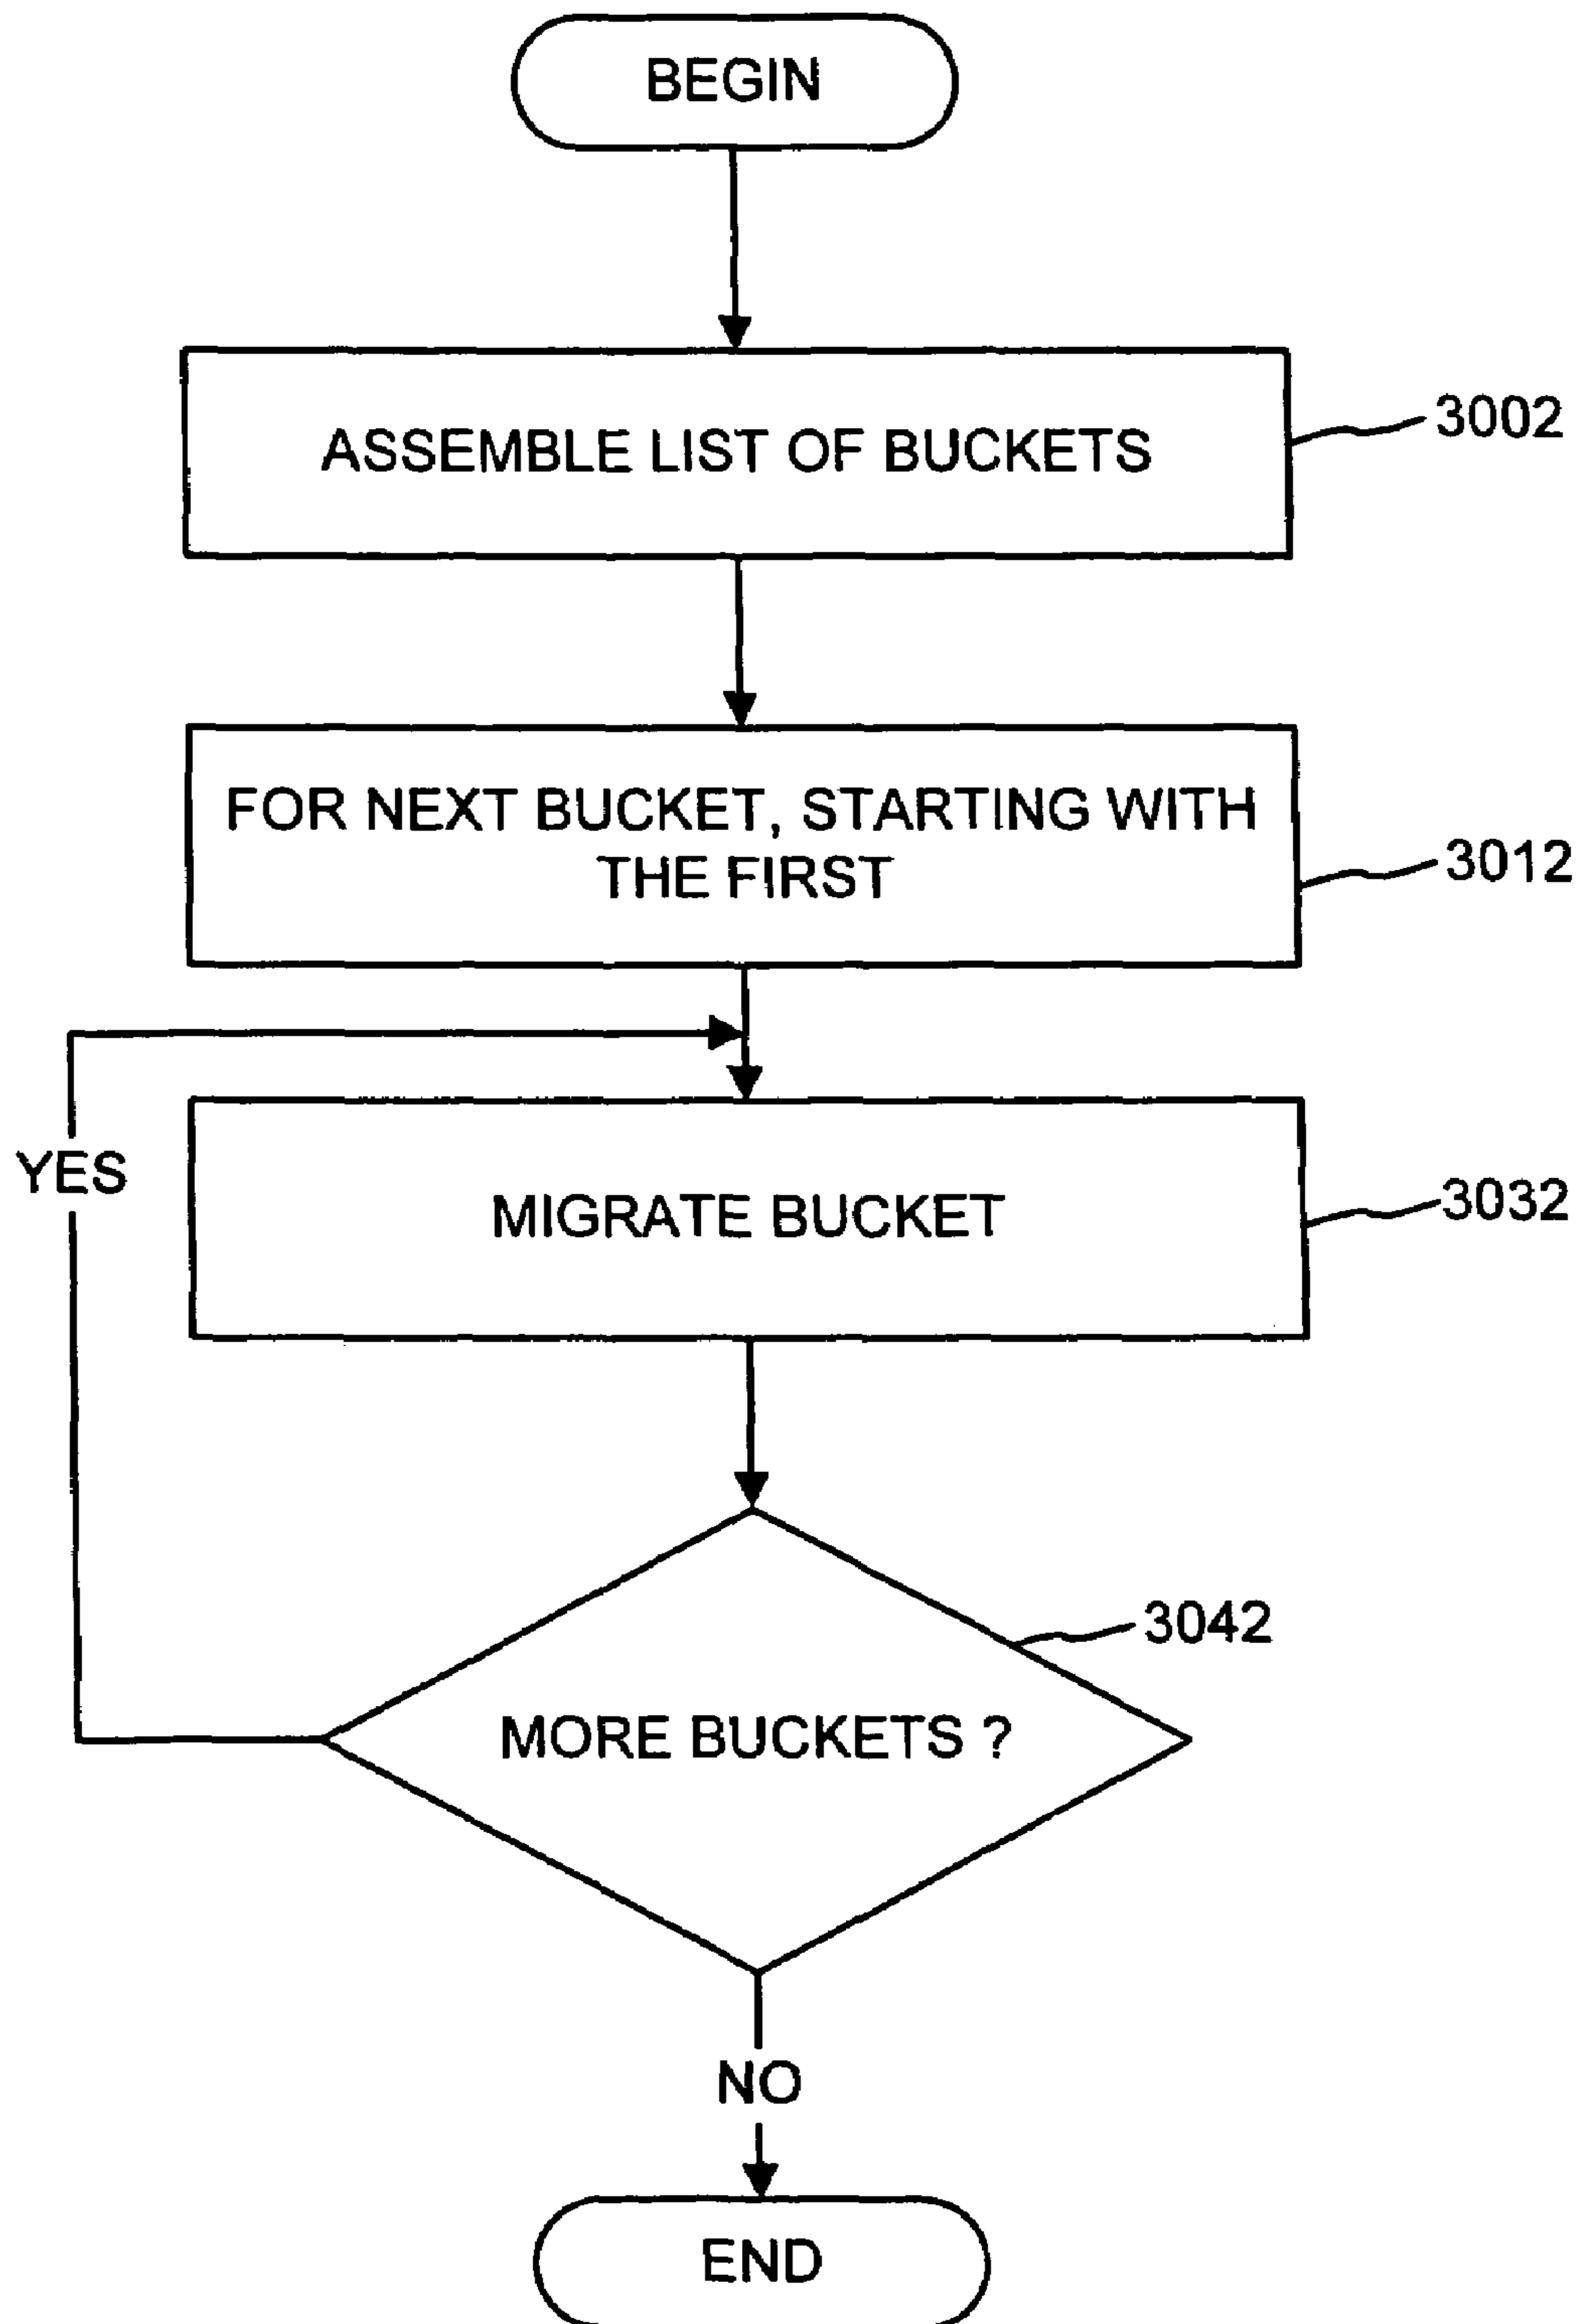 BEGIN
ASSEMBLE LIST OF BUCKETS
3002
FOR NEXT BUCKET, STARTING WITH
THE FIRST
3012
YES
MIGRATE BUCKET
3032
3042
MORE BUCKETS ?
NO
END